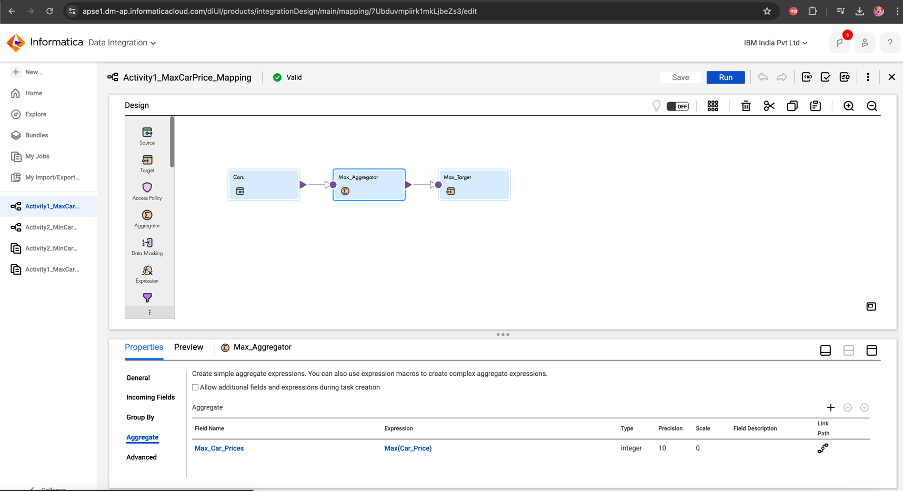 apse1.dm-ap.informaticacloud.com/diUI/products/integrationDesign/main/mapping/7Ubduvmpiirk1mkLjbeZs3/edit
Informatica Data Integration
IBM India Pvt Ltd
6
?
New...
Home
Explore
Bundles
My Jobs
My Import/Export...
Activity1_MaxCar...
Activity2_MinCar...
Activity2_MinCar...
Activity1_MaxCar...
Activity1_MaxCarPrice_Mapping
Valid
Save
Run
Design
OFF
Source
Target
Access Policy
Aggregator
Data Masking
Expression
Cars
Max_Aggregator
Max_Target
Properties
Preview
Max_Aggregator
General
Incoming Fields
Group By
Aggregate
Advanced
Create simple aggregate expressions. You can also use expression macros to create complex aggregate expressions.
Allow additional fields and expressions during task creation
Aggregate
Field Name Expression Type Precision Scale Field Description Link Path
Max_Car_Prices Max(Car_Price) integer 10 0